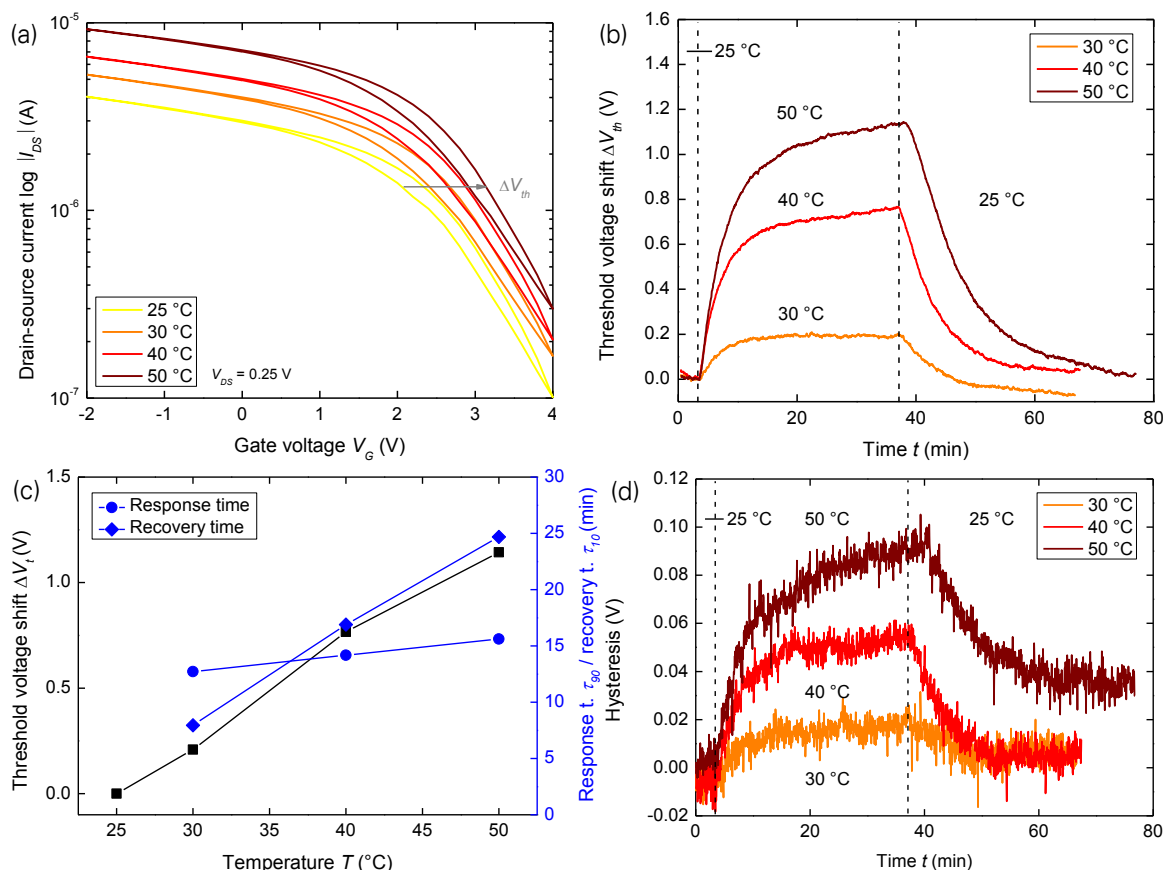 (a)
10^-5
10^-6
10^-7
Drain-source current log |I_DS| (A)
ΔV_th
25 °C
30 °C
40 °C
50 °C
V_DS = 0.25 V
-2 -1 0 1 2 3 4
Gate voltage V_G (V)
(b)
1.6
1.4
1.2
1.0
0.8
0.6
0.4
0.2
0.0
Threshold voltage shift ΔV_th (V)
25 °C
30 °C
40 °C
50 °C
50 °C
40 °C
25 °C
30 °C
0 20 40 60 80
Time t (min)
(c)
1.5
1.0
0.5
0.0
Threshold voltage shift ΔV_t (V)
Response time
Recovery time
30
25
20
15
10
5
0
Response t. τ_90 / recovery t. τ_10 (min)
25 30 35 40 45 50
Temperature T (°C)
(d)
0.12
0.10
0.08
0.06
0.04
0.02
0.00
-0.02
Hysteresis (V)
25 °C 50 °C 25 °C
30 °C
40 °C
50 °C
40 °C
30 °C
0 20 40 60 80
Time t (min)